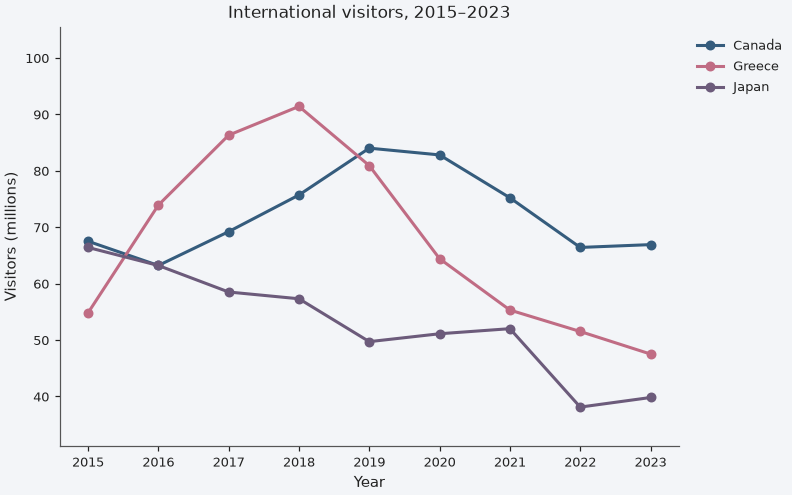 International visitors, 2015–2023
Canada
Greece
Japan
Visitors (millions)
100
90
80
70
60
50
40
2015 2016 2017 2018 2019 2020 2021 2022 2023
Year